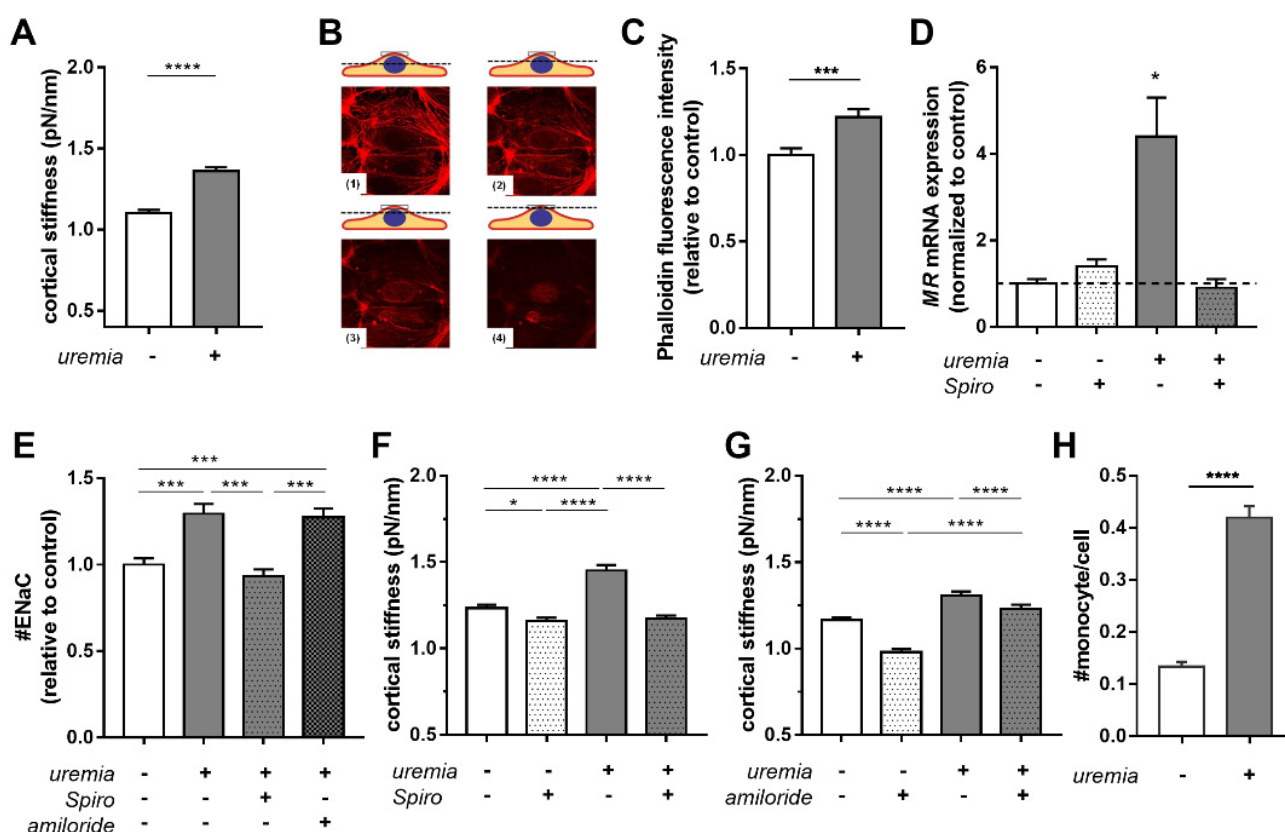 A
cortical stiffness (pN/nm)
2.0
1.5
1.0
0.5
****
uremia - +
B
(1)
(2)
(3)
(4)
C
Phalloidin fluorescence intensity
(relative to control)
1.5
1.0
0.5
0.0
***
uremia - +
D
MR mRNA expression
(normalized to control)
6
4
2
0
*
uremia - - + +
Spiro - + - +
E
#ENaC
(relative to control)
1.5
1.0
0.5
0.0
***
*** *** ***
uremia - + + +
Spiro - - + -
amiloride - - - +
F
cortical stiffness (pN/nm)
2.0
1.5
1.0
0.5
**** ****
* ****
uremia - - + +
Spiro - + - +
G
cortical stiffness (pN/nm)
2.0
1.5
1.0
0.5
**** ****
**** ****
uremia - - + +
amiloride - + - +
H
#monocyte/cell
0.5
0.4
0.3
0.2
0.1
0.0
****
uremia - +